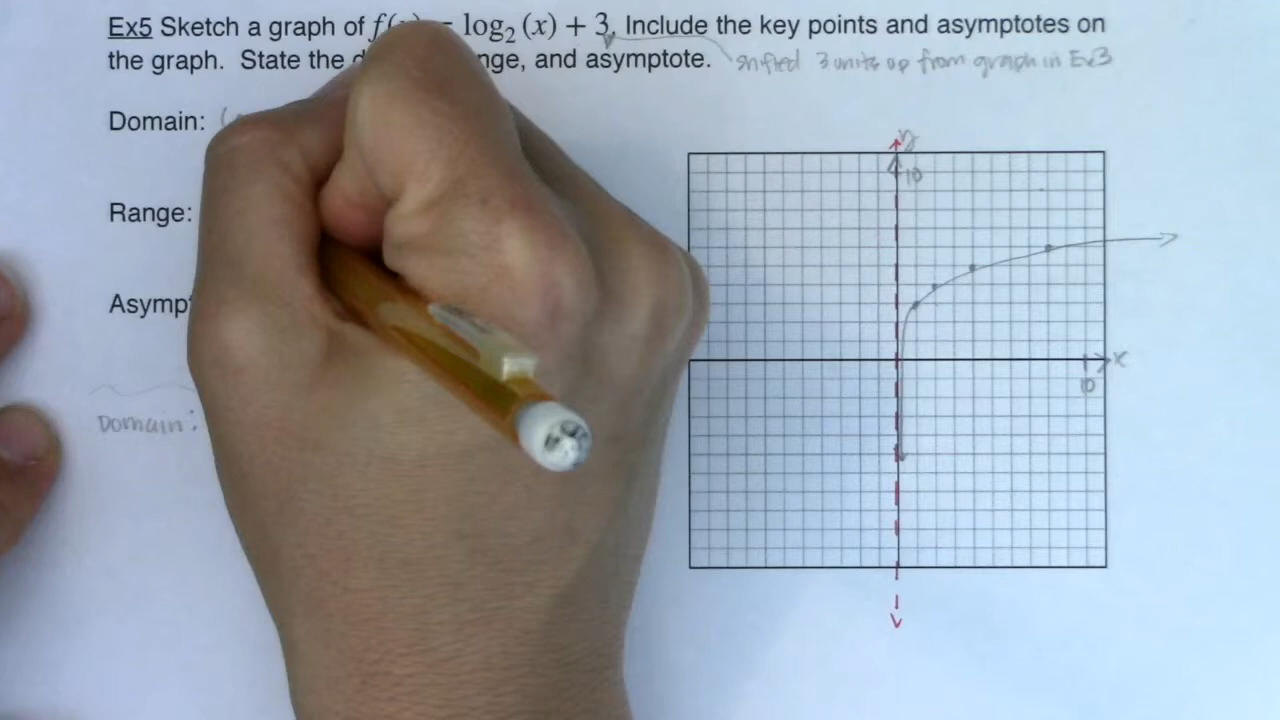 Ex5 Sketch a graph of f( = log₂ (x) + 3. Include the key points and asymptotes on
the graph. State the nge, and asymptote. shifted 3 units up from graph in Ex3
Domain: (
Range:
Asymp
Domain:
y
10
x
10